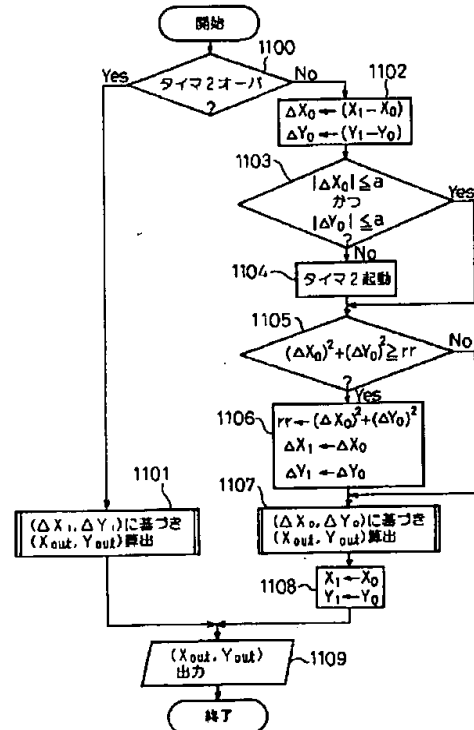 開始
1100
Yes
タイマ2オーバ
?
No
1102
ΔX₀ ← (X₁−X₀)
ΔY₀ ← (Y₁−Y₀)
1103
|ΔX₀| ≦ a
かつ
|ΔY₀| ≦ a
?
Yes
No
1104
タイマ2起動
1105
(ΔX₀)²+(ΔY₀)² ≧ rr
?
No
Yes
1106
rr ← (ΔX₀)²+(ΔY₀)²
ΔX₁ ← ΔX₀
ΔY₁ ← ΔY₀
1101
(ΔX₁, ΔY₁)に基づき
(Xout, Yout)算出
1107
(ΔX₀, ΔY₀)に基づき
(Xout, Yout)算出
1108
X₁ ← X₀
Y₁ ← Y₀
(Xout, Yout)
出力
1109
終了